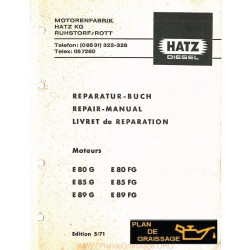 MOTORENFABRIK
HATZ KG
RUHSTORF/ROTT
Telefon: (08531) 322-326
Telex: 057260
HATZ
DIESEL
REPARATUR-BUCH
REPAIR-MANUAL
LIVRET de REPARATION
Moteurs
E 80 G E 80 FG
E 85 G E 85 FG
E 89 G E 89 FG
Edition 5/71
PLAN DE
GRAISSAGE